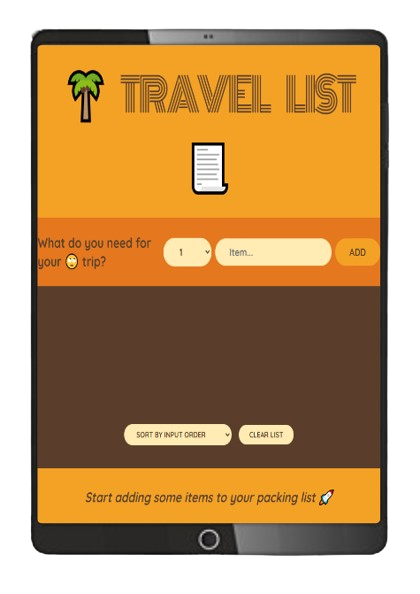 🌴 TRAVEL LIST
📜
What do you need for
your 😳 trip?
1
Item...
ADD
SORT BY INPUT ORDER
CLEAR LIST
Start adding some items to your packing list 🚀